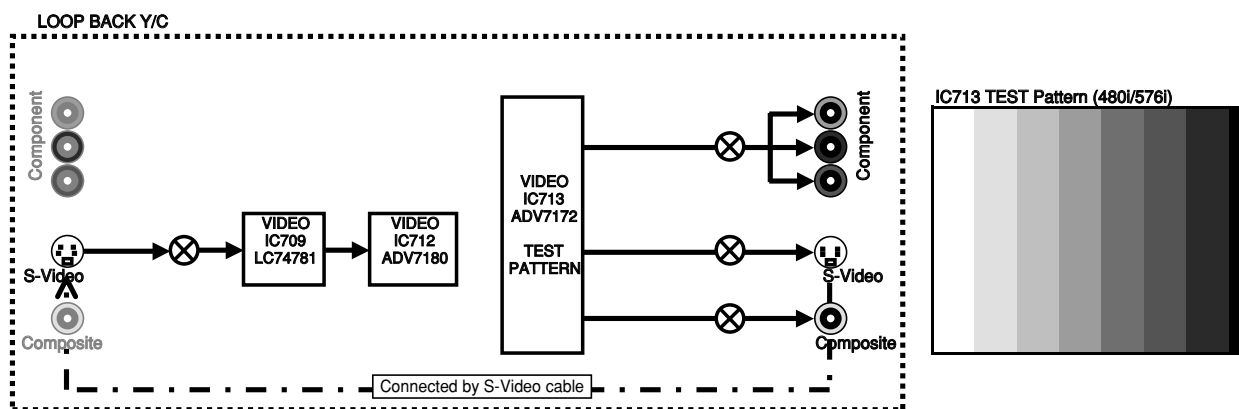 LOOP BACK Y/C
Component
S-Video
Composite
VIDEO
IC709
LC74781
VIDEO
IC712
ADV7180
VIDEO
IC713
ADV7172
TEST
PATTERN
Component
S-Video
Composite
Connected by S-Video cable
IC713 TEST Pattern (480i/576i)